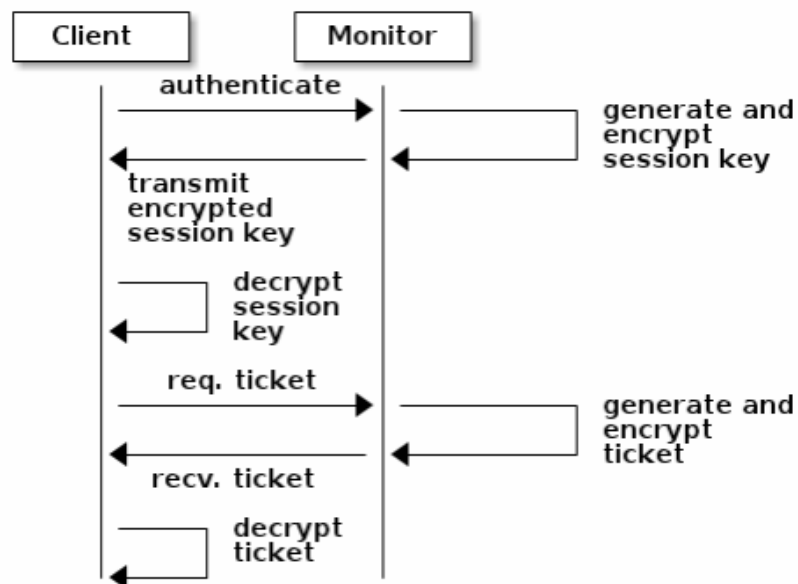 Client
Monitor
authenticate
generate and
encrypt
session key
transmit
encrypted
session key
decrypt
session
key
req. ticket
generate and
encrypt
ticket
recv. ticket
decrypt
ticket